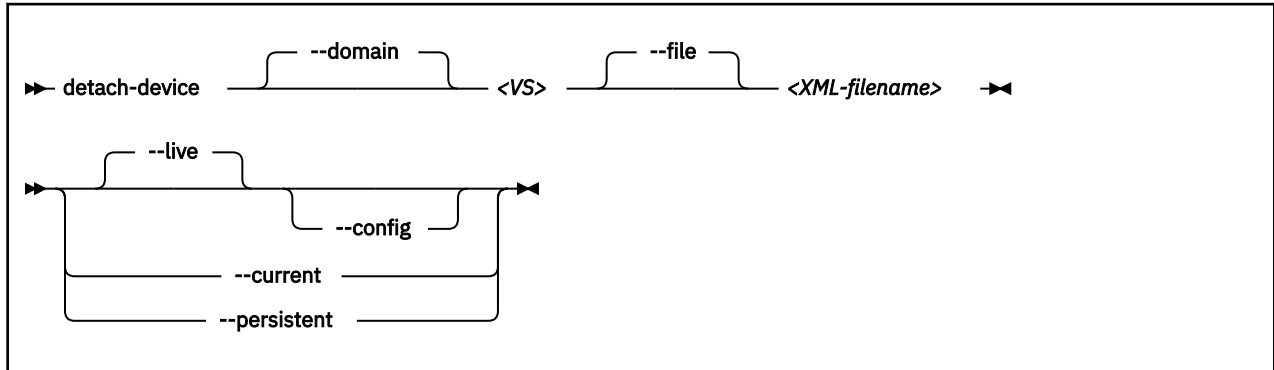 --domain --file
detach-device <VS> <XML-filename>
--live
--config
--current
--persistent